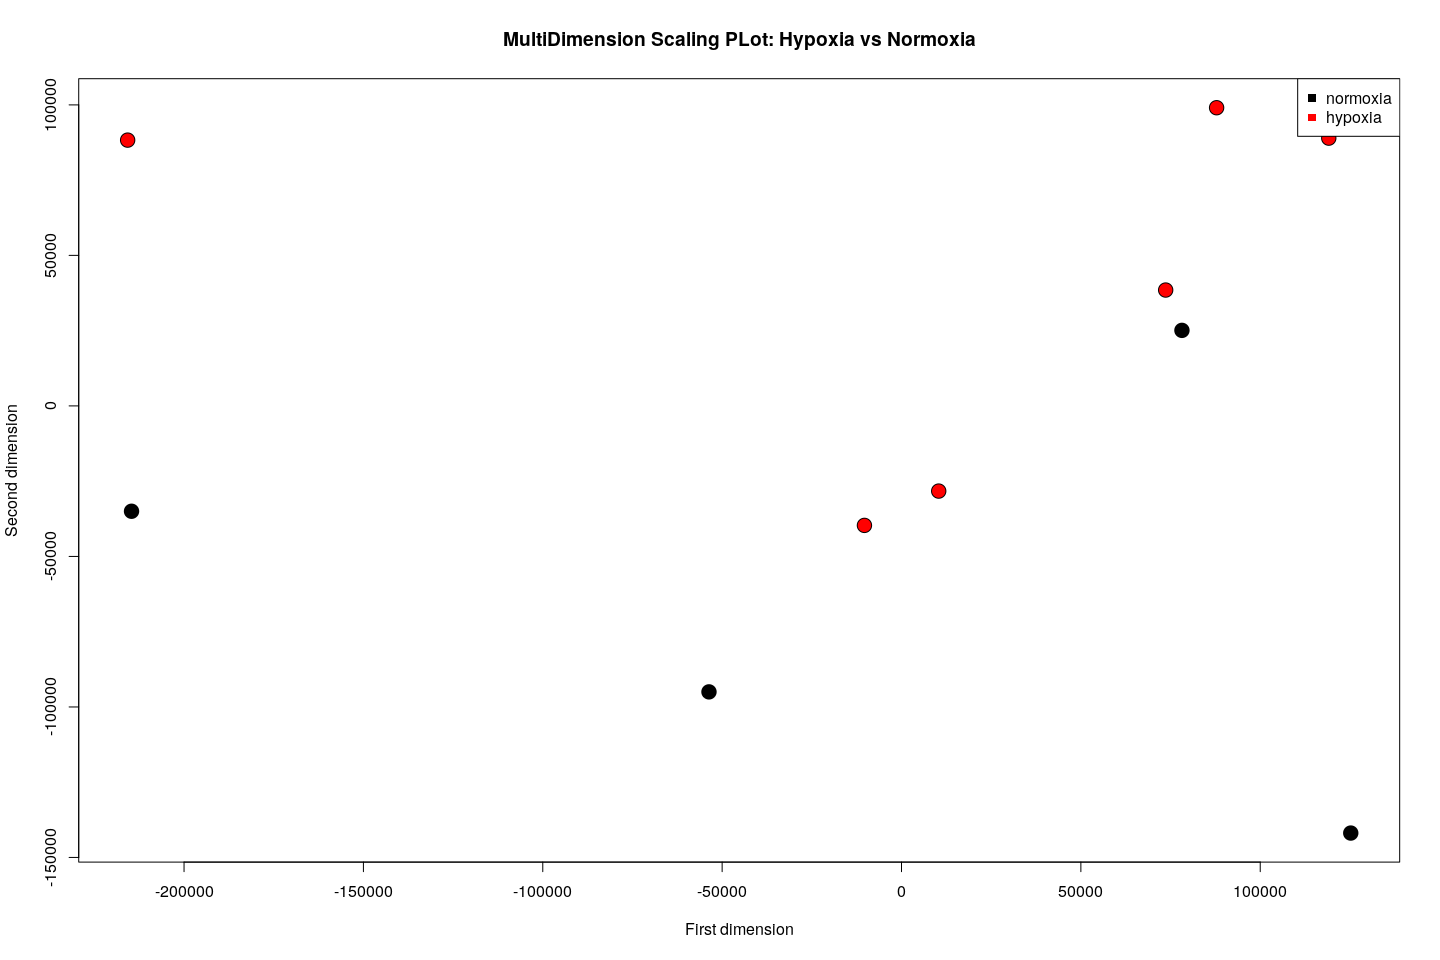 MultiDimension Scaling PLot: Hypoxia vs Normoxia
normoxia
hypoxia
100000
50000
0
-50000
-100000
-150000
Second dimension
-200000 -150000 -100000 -50000 0 50000 100000
First dimension